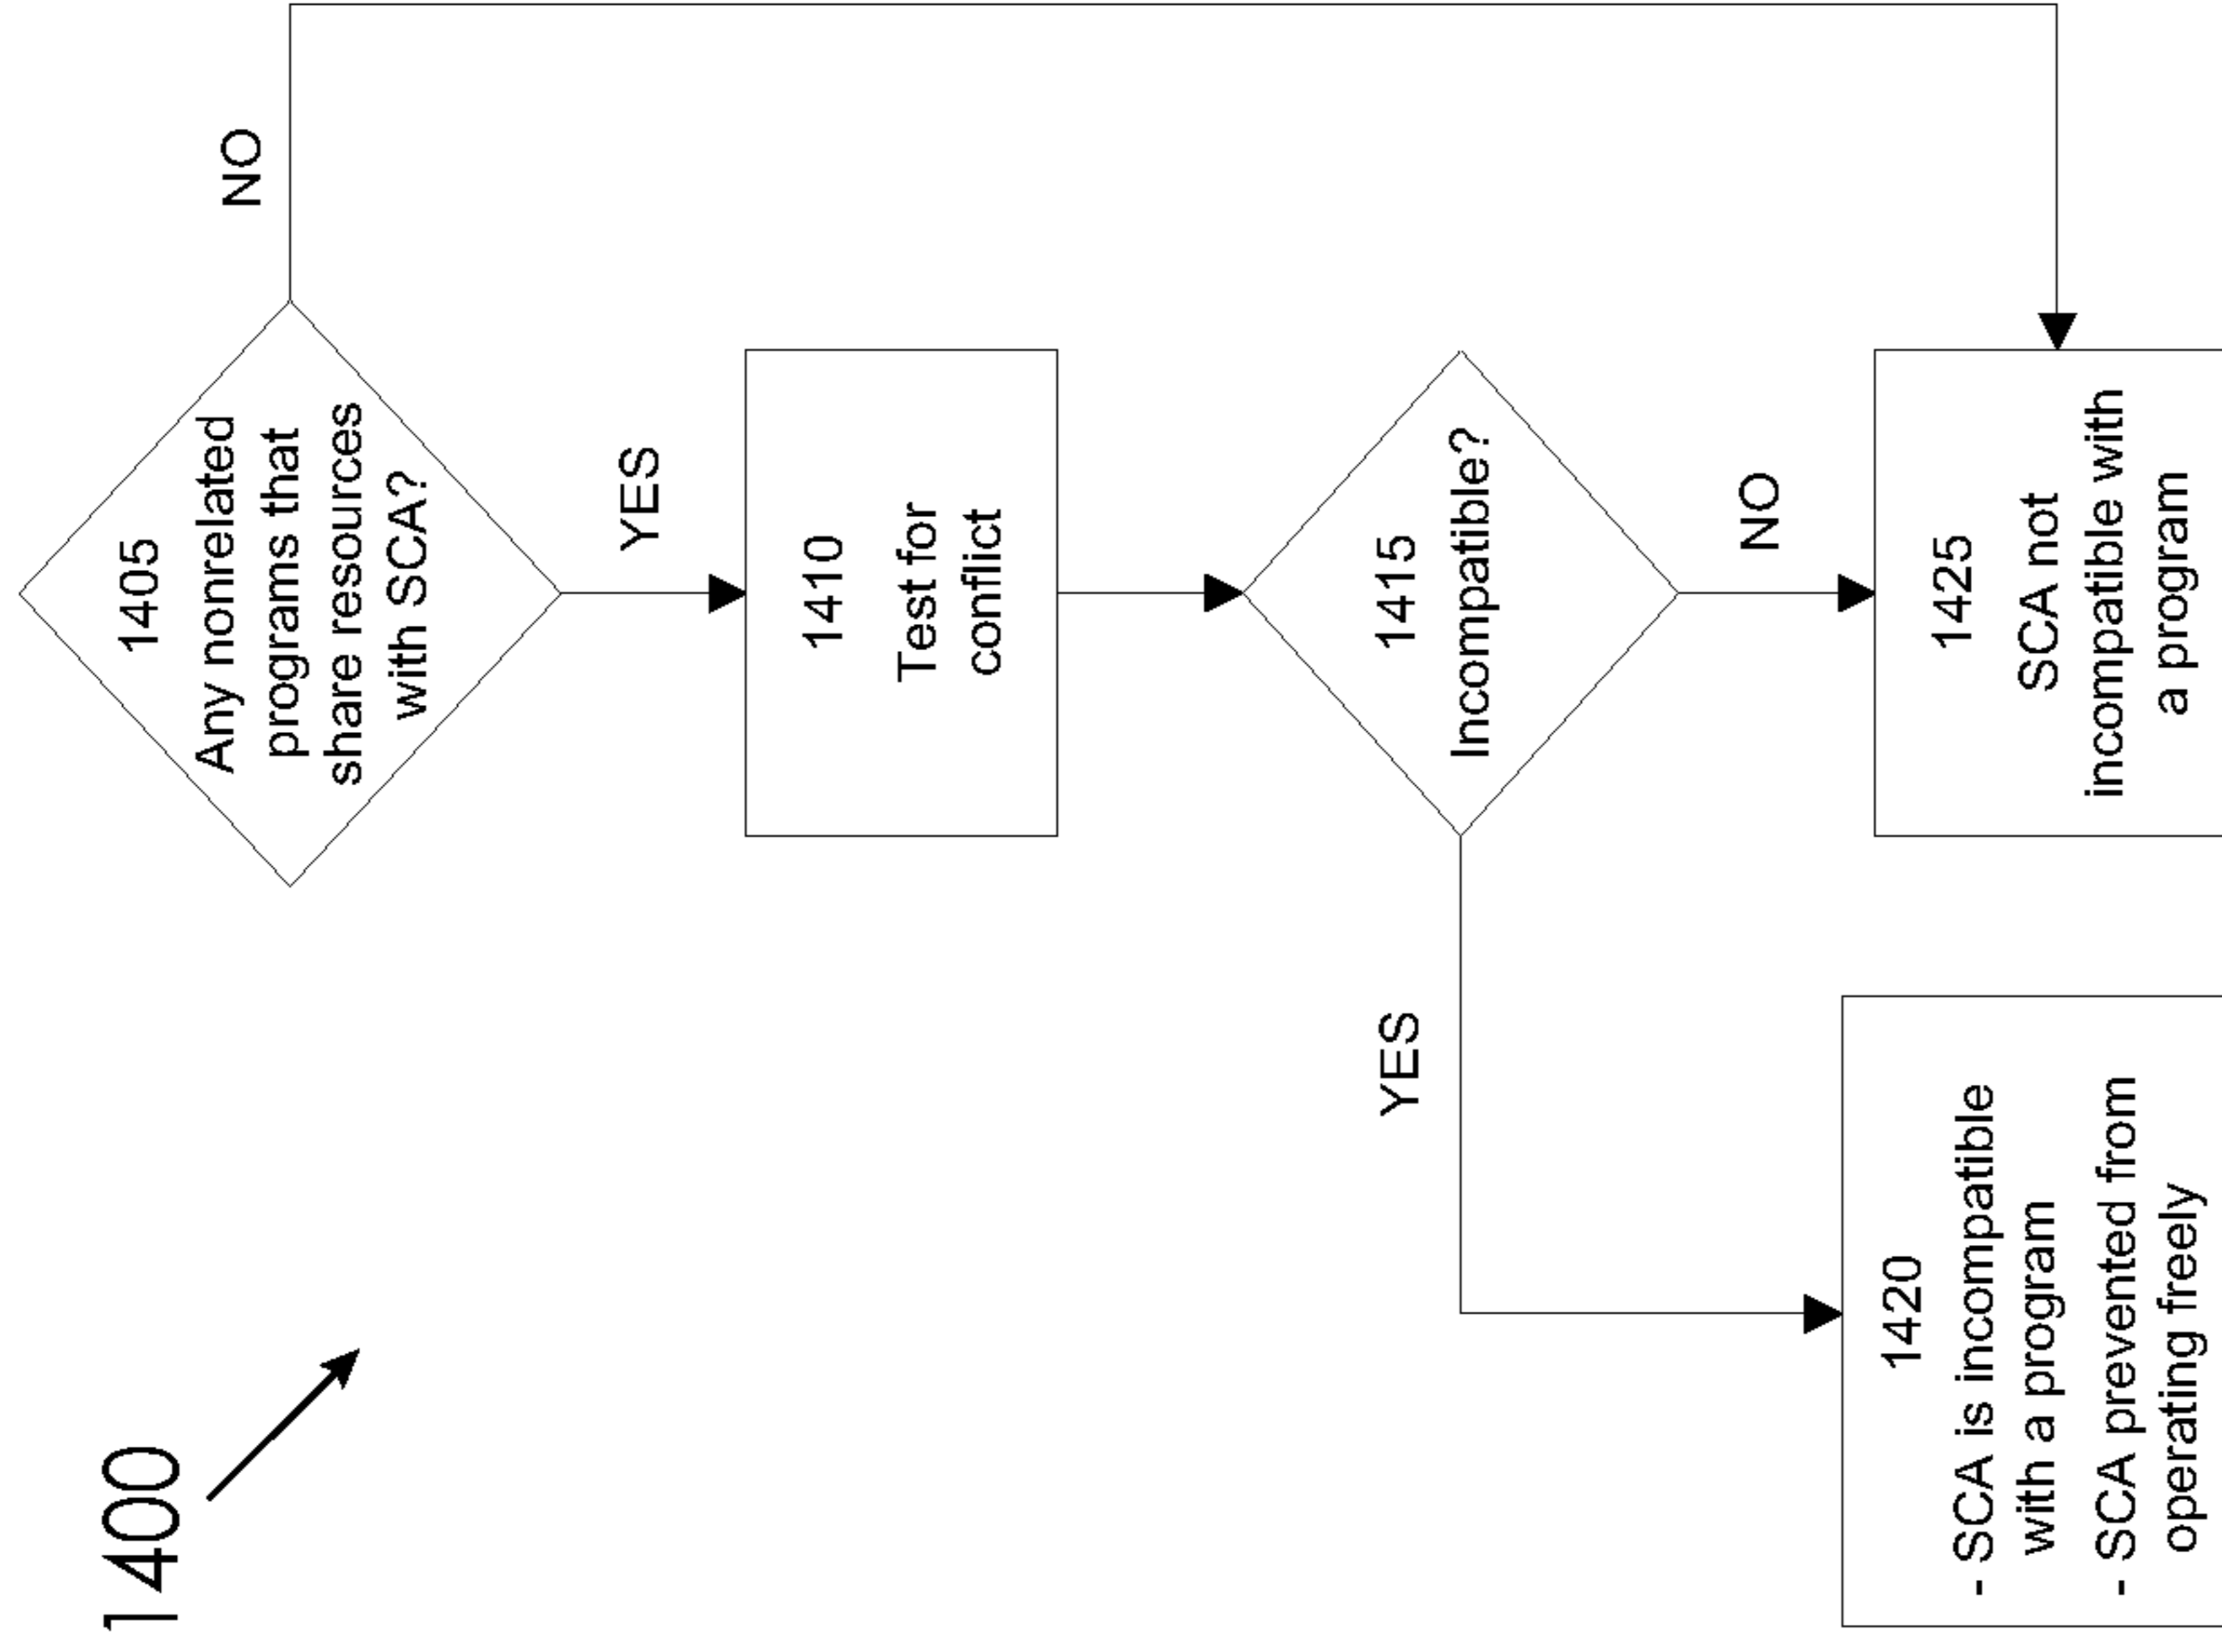 1400
1405
Any nonrelated
programs that
share resources
with SCA?
NO
YES
1410
Test for
conflict
1415
Incompatible?
YES
NO
1420
- SCA is incompatible
with a program
- SCA prevented from
operating freely
1425
SCA not
incompatible with
a program